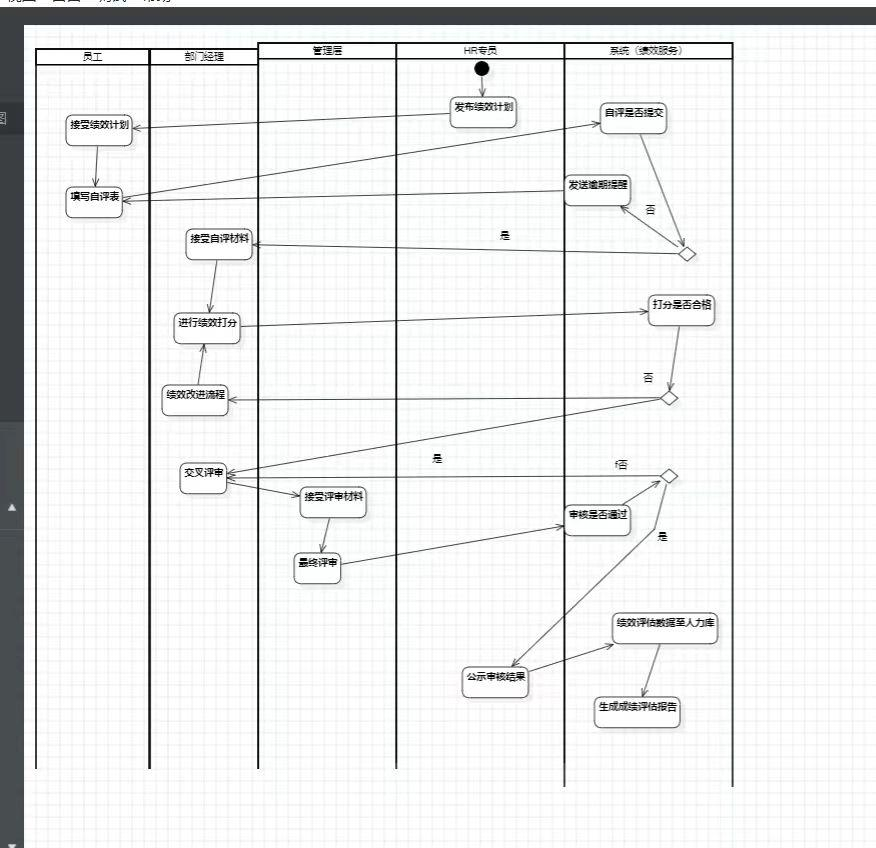 员工
部门经理
管理层
HR专员
系统（绩效服务）
发布绩效计划
自评是否提交
接受绩效计划
填写自评表
发送逾期提醒
否
接受自评材料
是
打分是否合格
进行绩效打分
否
绩效改进流程
是
f否
交叉评审
接受评审材料
审核是否通过
是
最终评审
绩效评估数据至人力库
公示审核结果
生成成绩评估报告